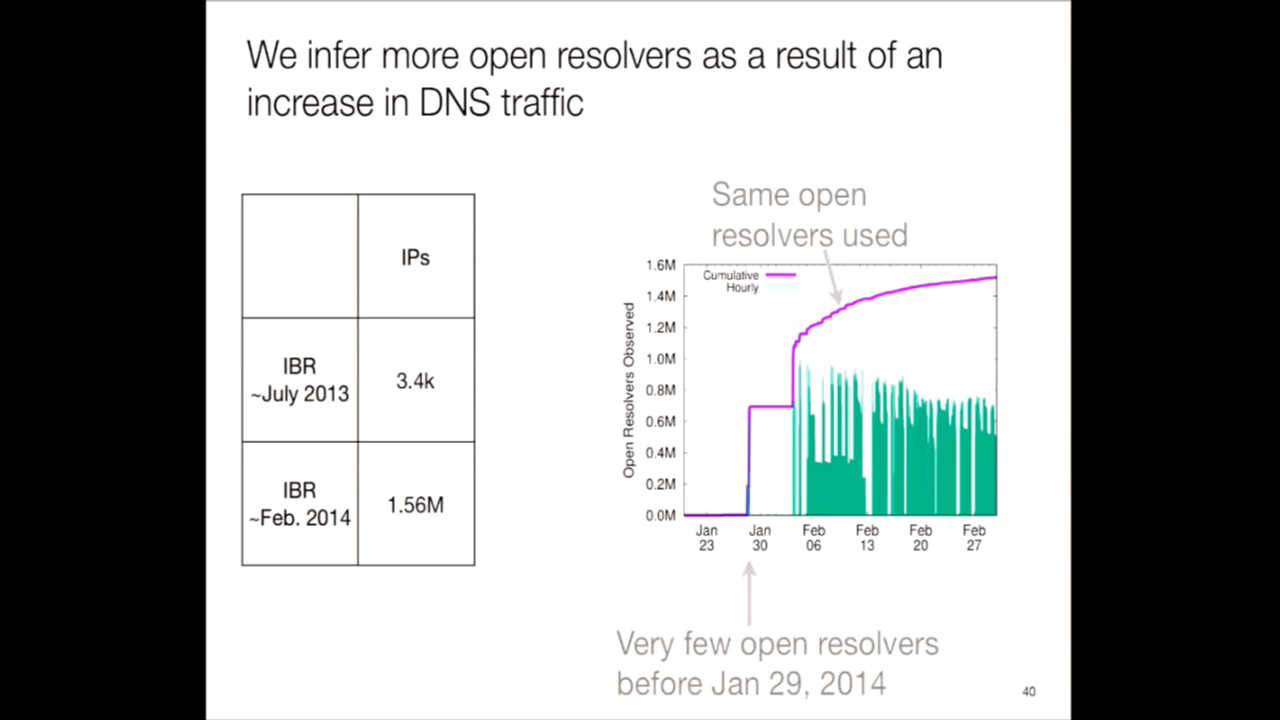 We infer more open resolvers as a result of an
increase in DNS traffic
IPs
IBR
~July 2013
3.4k
IBR
~Feb. 2014
1.56M
Same open
resolvers used
Open Resolvers Observed
1.6M
1.4M
1.2M
1.0M
0.8M
0.6M
0.4M
0.2M
0.0M
Cumulative
Hourly
Jan Jan Feb Feb Feb Feb
23 30 06 13 20 27
Very few open resolvers
before Jan 29, 2014
40